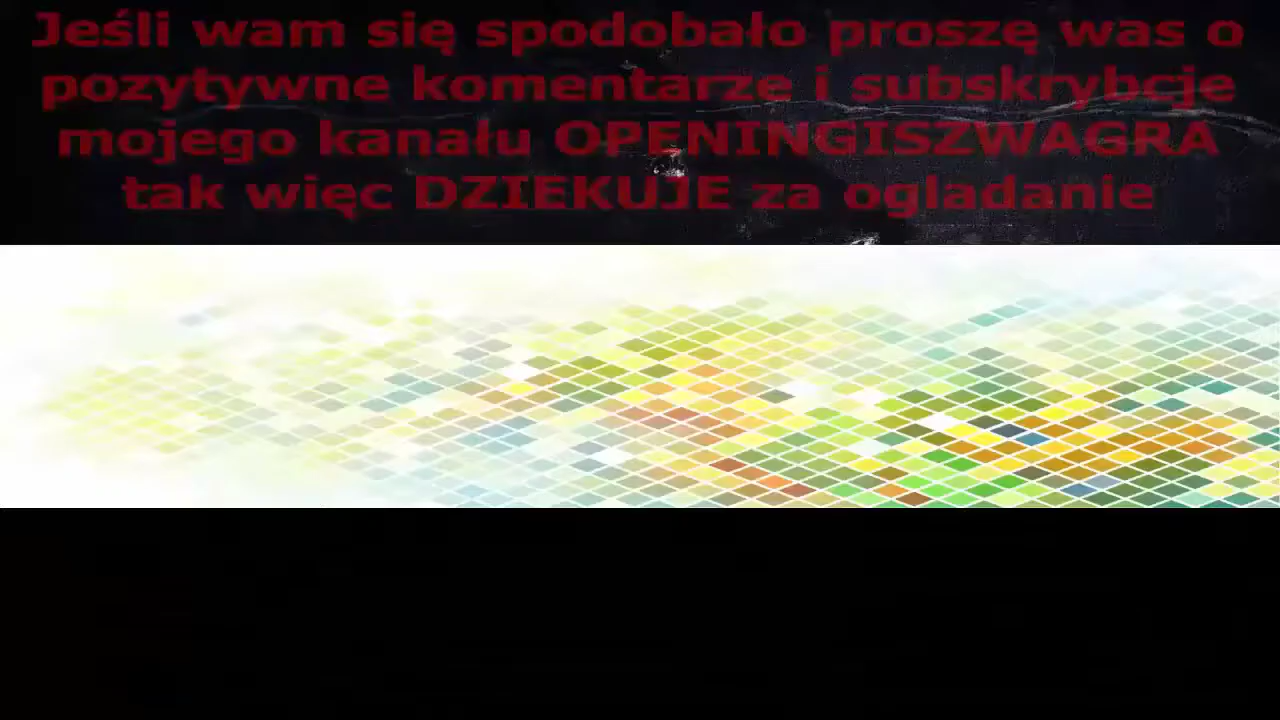 Jeśli wam się spodobało proszę was o
pozytywne komentarze i subskrybcje
mojego kanału OPENINGISZWAGRA
tak więc DZIEKUJE za ogladanie